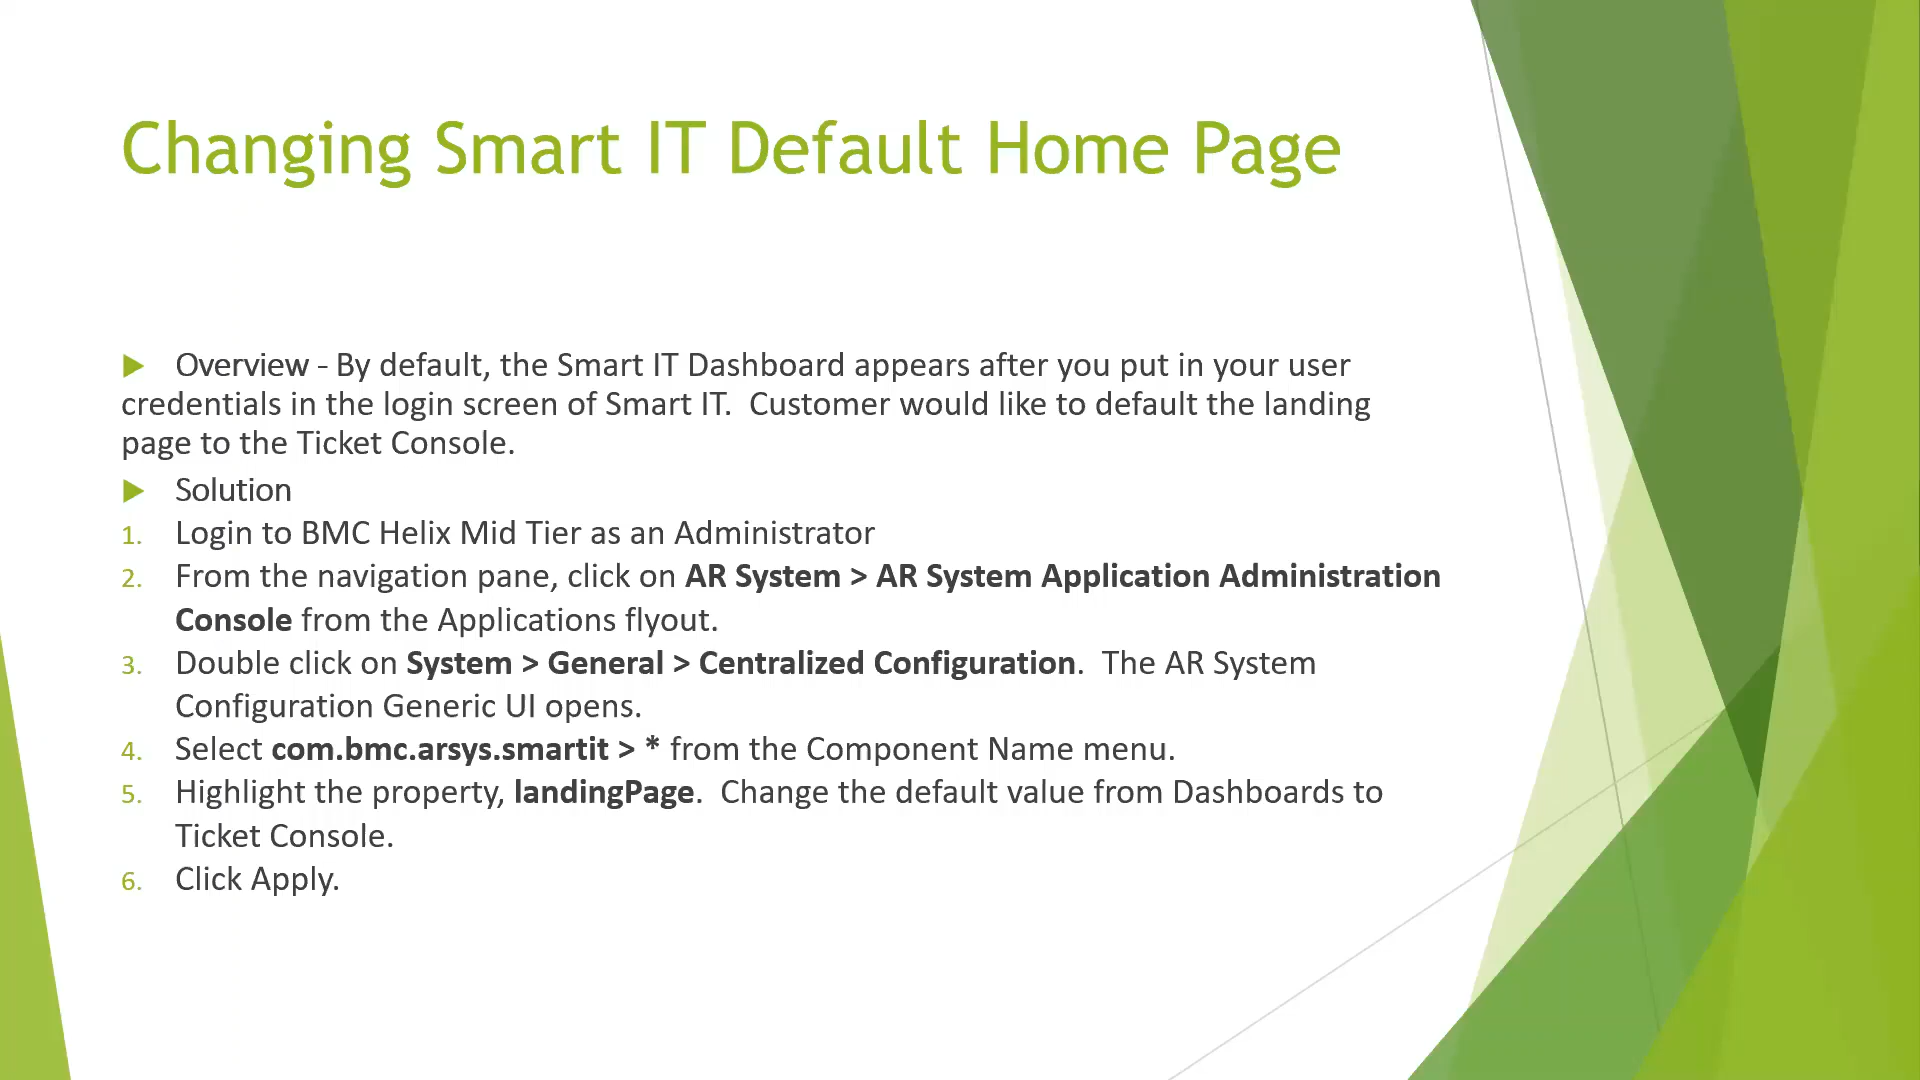 Changing Smart IT Default Home Page
Overview - By default, the Smart IT Dashboard appears after you put in your user
credentials in the login screen of Smart IT.  Customer would like to default the landing
page to the Ticket Console.
Solution
1. Login to BMC Helix Mid Tier as an Administrator
2. From the navigation pane, click on AR System > AR System Application Administration
Console from the Applications flyout.
3. Double click on System > General > Centralized Configuration.  The AR System
Configuration Generic UI opens.
4. Select com.bmc.arsys.smartit > * from the Component Name menu.
5. Highlight the property, landingPage.  Change the default value from Dashboards to
Ticket Console.
6. Click Apply.